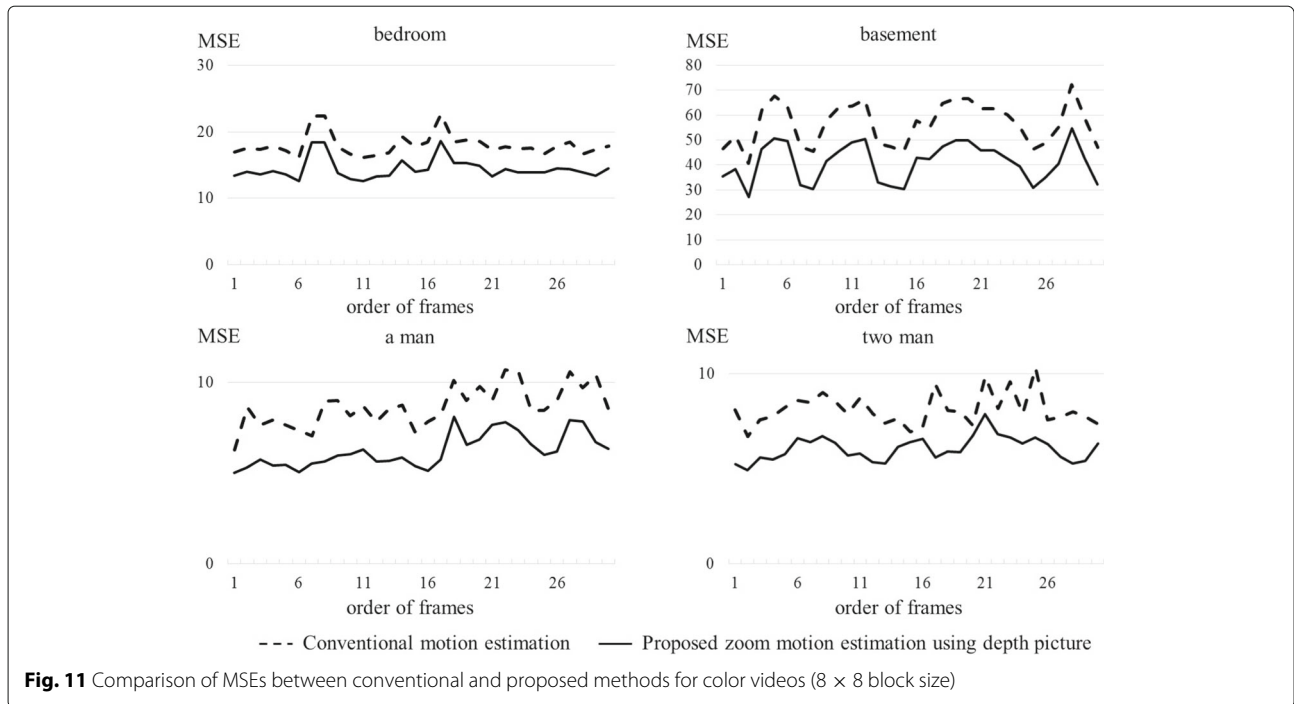 bedroom
MSE
30
20
10
0
1 6 11 16 21 26
order of frames
basement
MSE
80
70
60
50
40
30
20
10
0
1 6 11 16 21 26
order of frames
a man
MSE
10
0
1 6 11 16 21 26
order of frames
two man
MSE
10
0
1 6 11 16 21 26
order of frames
Conventional motion estimation Proposed zoom motion estimation using depth picture
Fig. 11 Comparison of MSEs between conventional and proposed methods for color videos (8 × 8 block size)